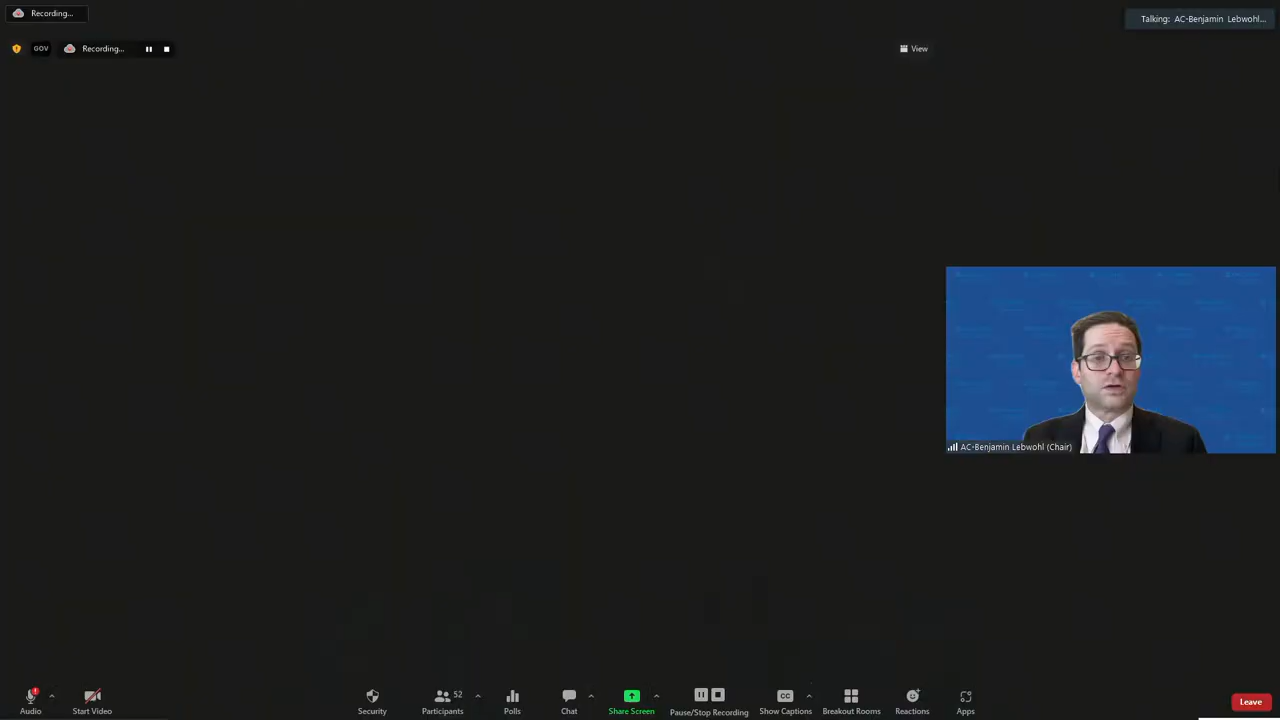 Recording...
Talking: AC-Benjamin Lebwohl...
GOV
Recording...
View
AC-Benjamin Lebwohl (Chair)
52
Audio
Start Video
Security
Participants
Polls
Chat
Share Screen
Pause/Stop Recording
CC
Show Captions
Breakout Rooms
Reactions
Apps
Leave